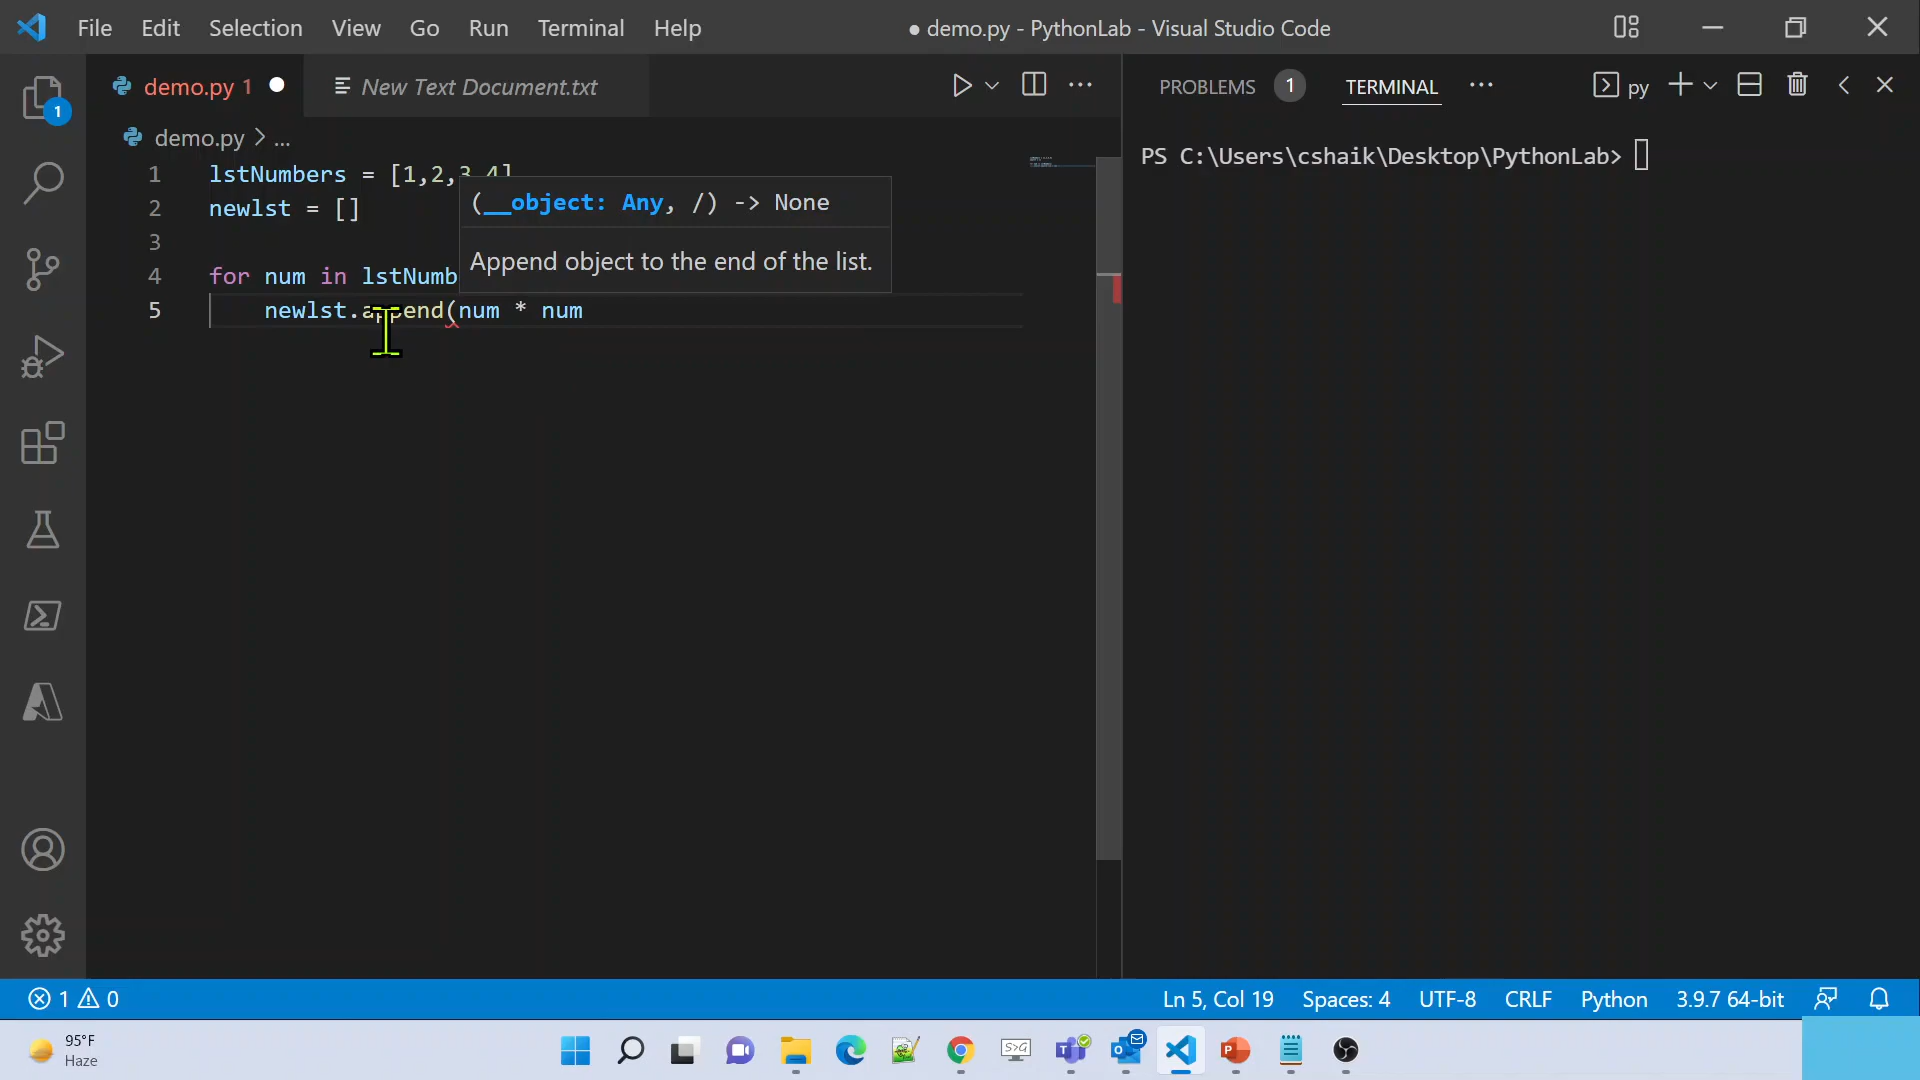 File Edit Selection View Go Run Terminal Help
● demo.py - PythonLab - Visual Studio Code
demo.py 1 New Text Document.txt
PROBLEMS 1 TERMINAL
py
demo.py > ...
1 lstNumbers = [1,2,3,4]
2 newlst = []
3
4 for num in lstNumb
5 newlst.append(num * num
(__object: Any, /) -> None
Append object to the end of the list.
PS C:\Users\cshaik\Desktop\PythonLab>
1
1 0
Ln 5, Col 19 Spaces: 4 UTF-8 CRLF Python 3.9.7 64-bit
95°F
Haze